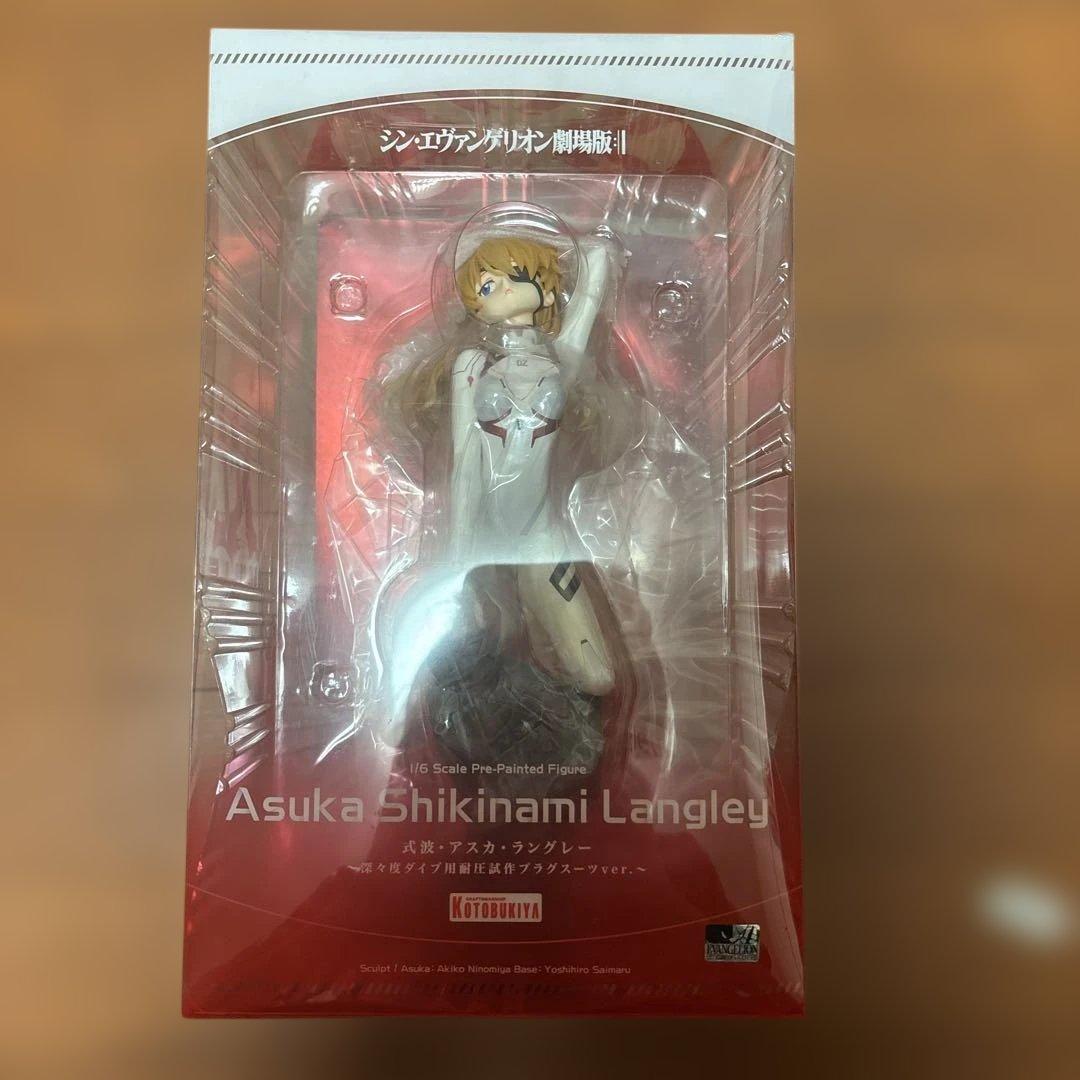 シン・エヴァンゲリオン劇場版:||
02
1/6 Scale Pre-Painted Figure
Asuka Shikinami Langley
式波・アスカ・ラングレー
～深々度ダイブ用耐圧試作プラグスーツver.～
CRAFTSMANSHIP
KOTOBUKIYA
EVANGELION
Sculpt / Asuka: Akiko Ninomiya Base: Yoshihiro Saimaru